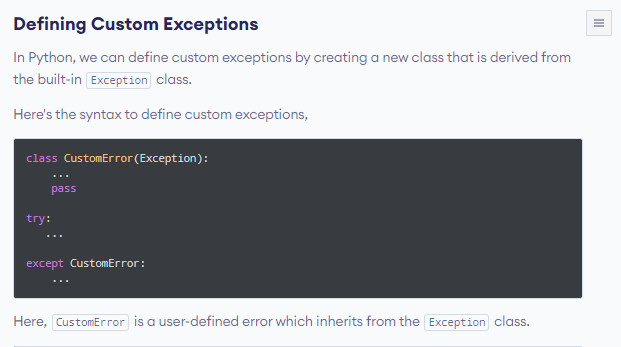 Defining Custom Exceptions
In Python, we can define custom exceptions by creating a new class that is derived from
the built-in Exception class.
Here's the syntax to define custom exceptions,
class CustomError(Exception):
    ...
    pass
try:
   ...
except CustomError:
    ...
Here, CustomError is a user-defined error which inherits from the Exception class.